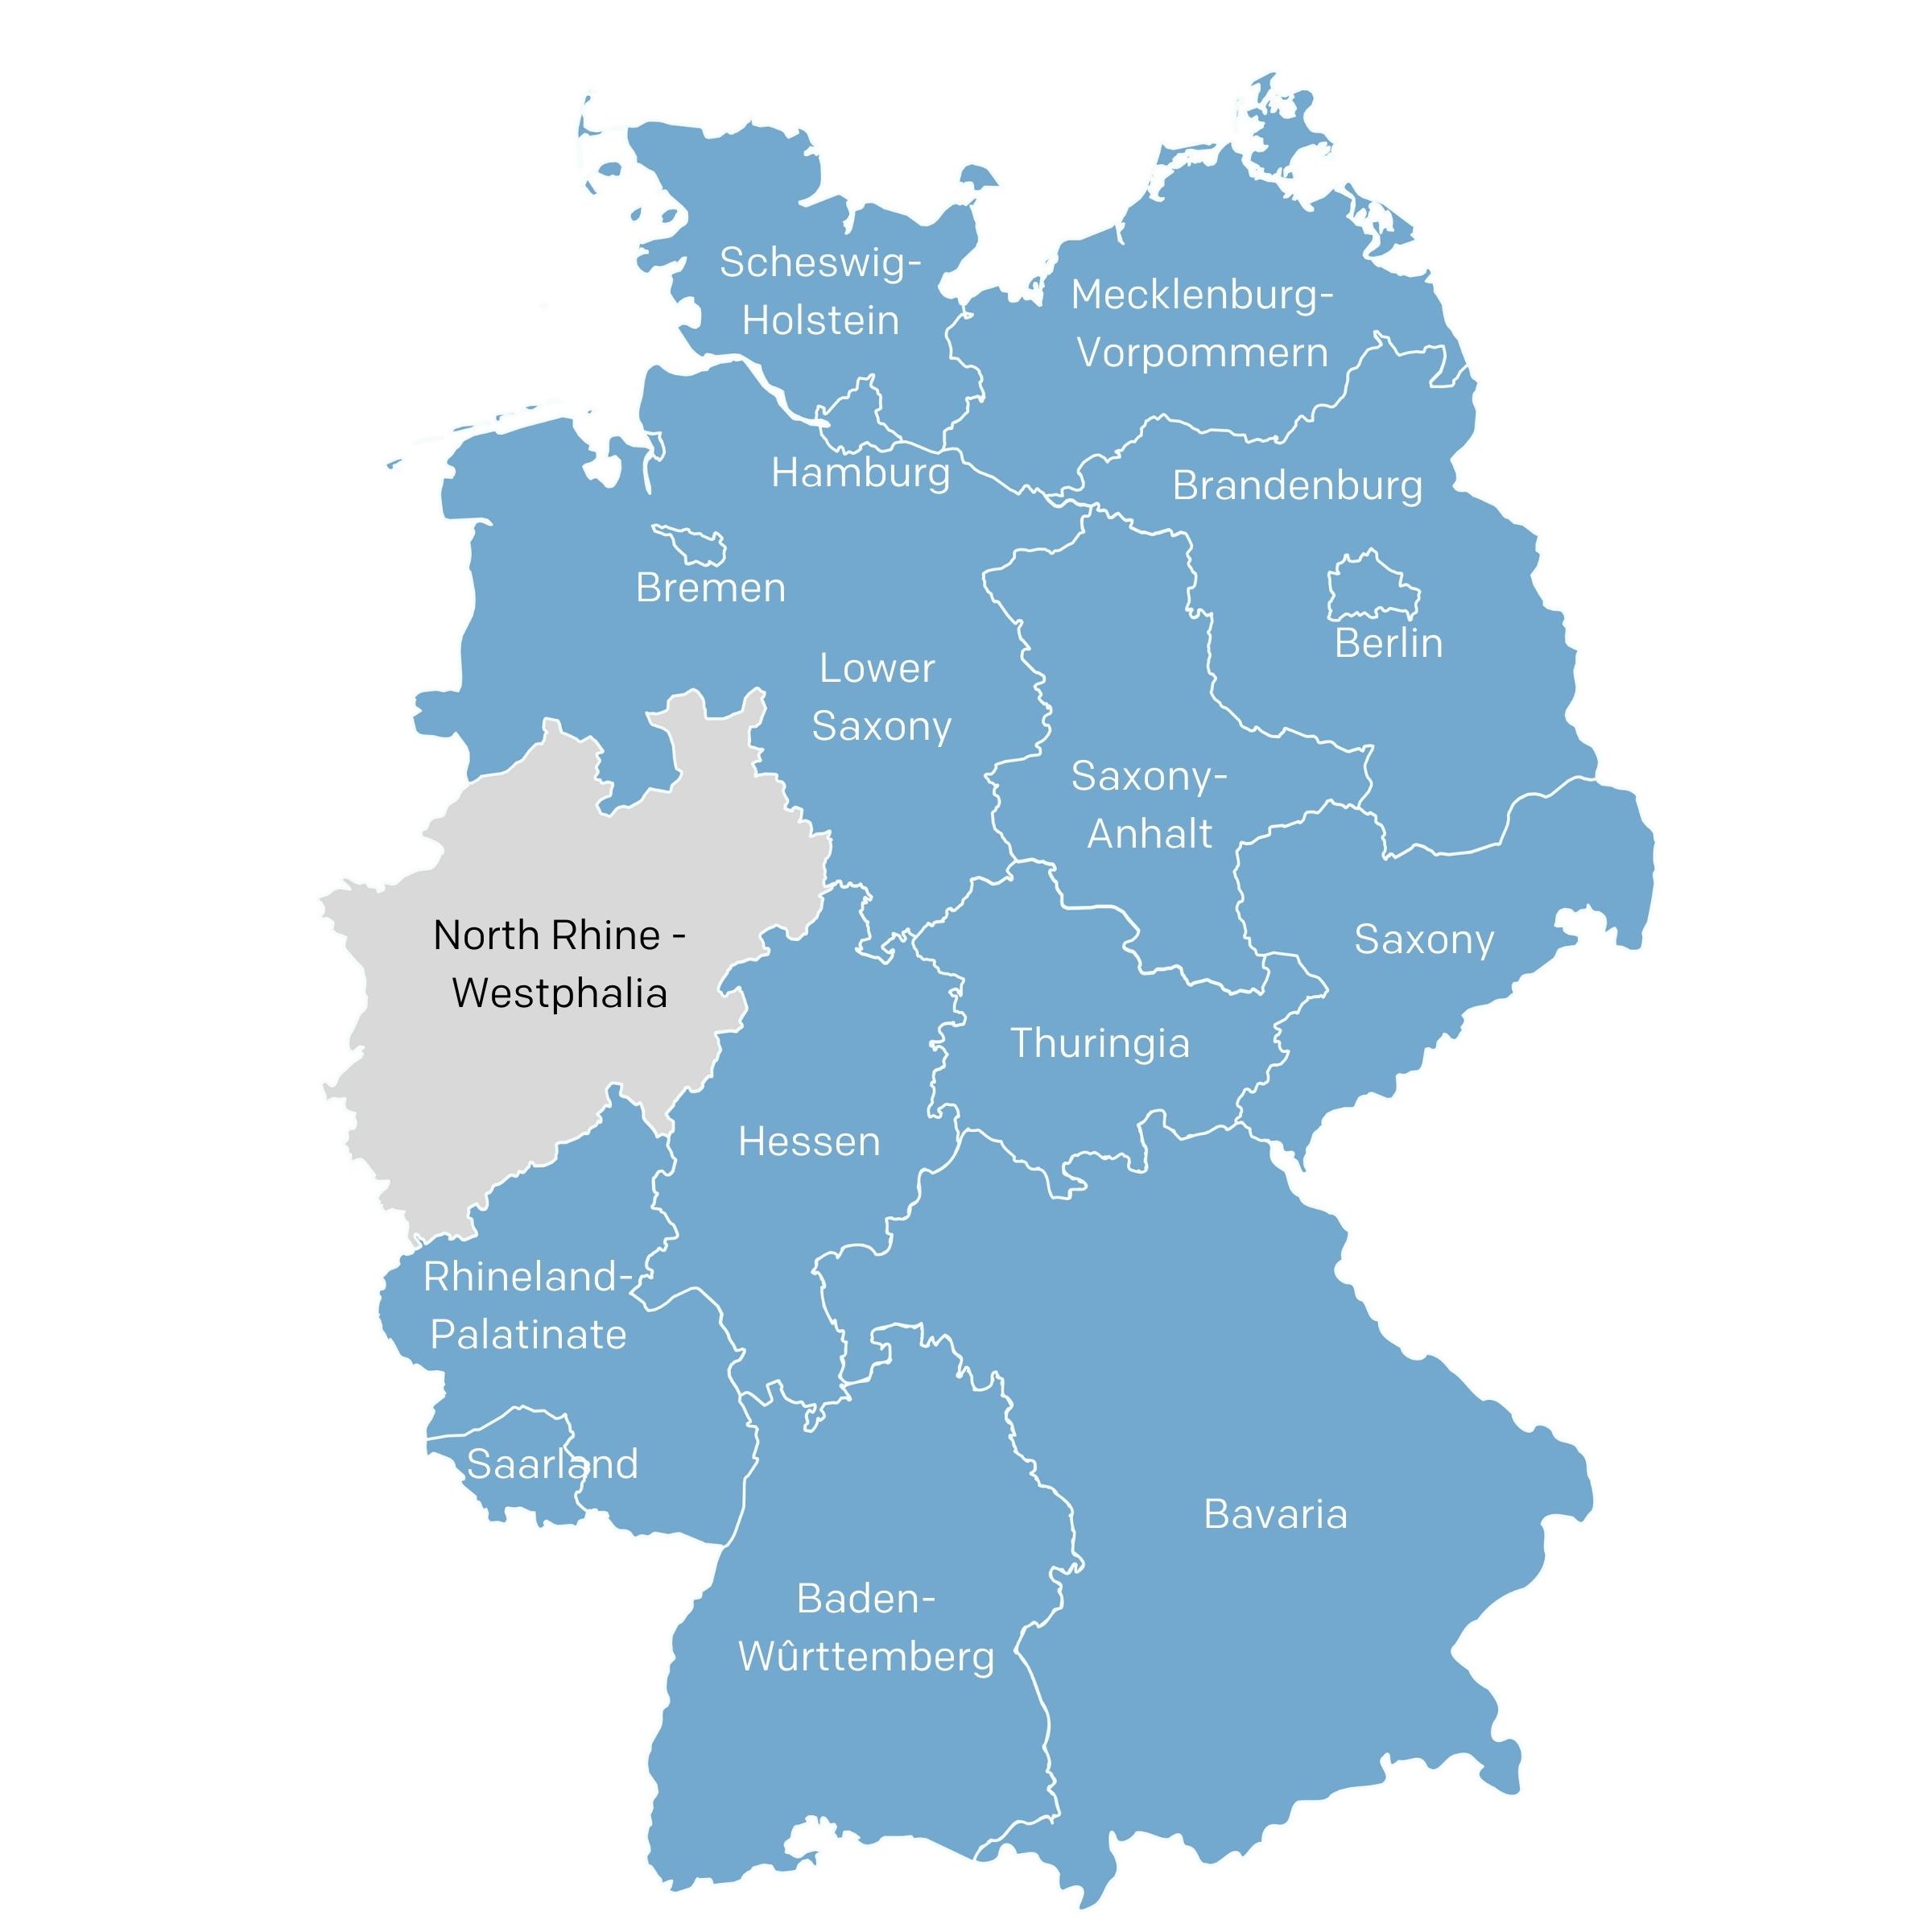 Scheswig-
Holstein
Mecklenburg-
Vorpommern
Hamburg
Brandenburg
Bremen
Berlin
Lower
Saxony
Saxony-
Anhalt
North Rhine -
Westphalia
Saxony
Thuringia
Hessen
Rhineland-
Palatinate
Saarland
Bavaria
Baden-
Wûrttemberg